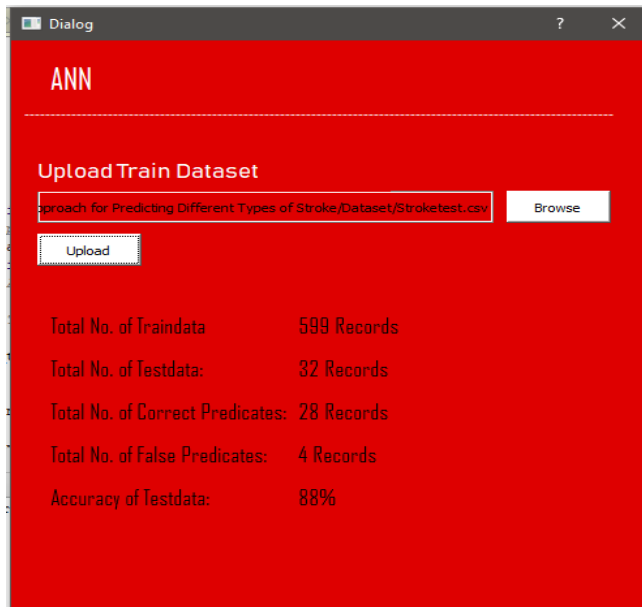 Dialog ?
ANN
Upload Train Dataset
pproach for Predicting Different Types of Stroke/Dataset/Stroketest.csv Browse
Upload
Total No. of Traindata 599 Records
Total No. of Testdata: 32 Records
Total No. of Correct Predicates: 28 Records
Total No. of False Predicates: 4 Records
Accuracy of Testdata: 88%